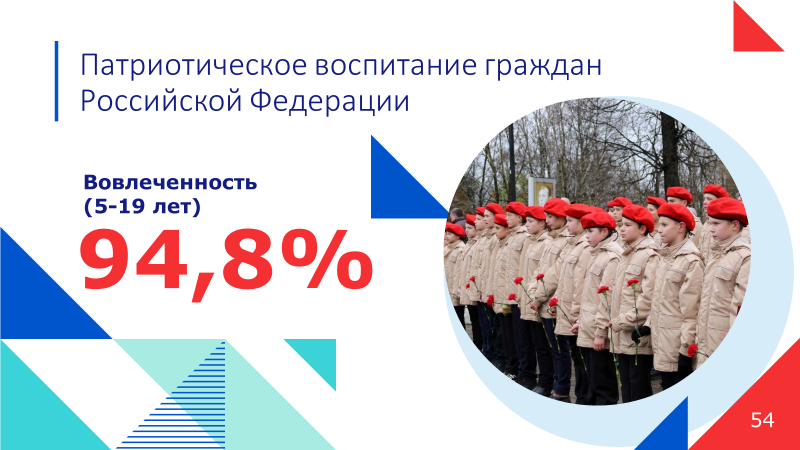 Патриотическое воспитание граждан
Российской Федерации
Вовлеченность
(5-19 лет)
94,8%
54